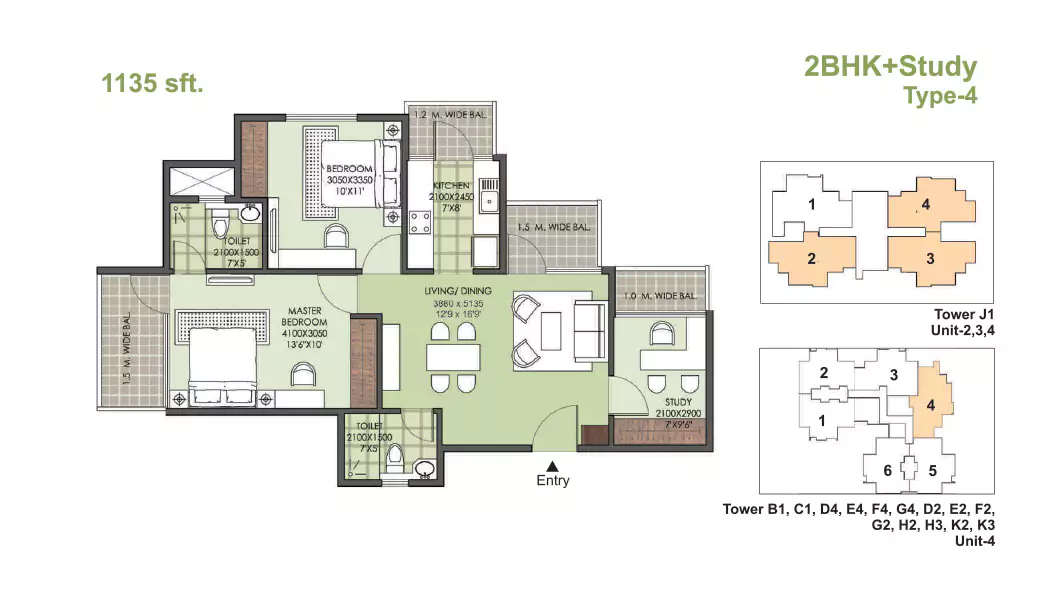 1135 sft.
2BHK+Study
Type-4
1.2 M. WIDE BAL.
BEDROOM
3050X3350
10'X11'
KITCHEN
2100X2450
7'X8'
1.5 M. WIDE BAL.
TOILET
2100X1500
7'X5'
LIVING/ DINING
3880 x 5135
12'9 x 16'9'
1.0 M. WIDE BAL.
MASTER
BEDROOM
4100X3050
13'6"X10'
1.5 M. WIDE BAL.
STUDY
2100X2900
7'X9'6"
TOILET
2100X1500
7'X5'
Entry
1
4
2
3
Tower J1
Unit-2,3,4
2
3
4
1
6
5
Tower B1, C1, D4, E4, F4, G4, D2, E2, F2,
G2, H2, H3, K2, K3
Unit-4